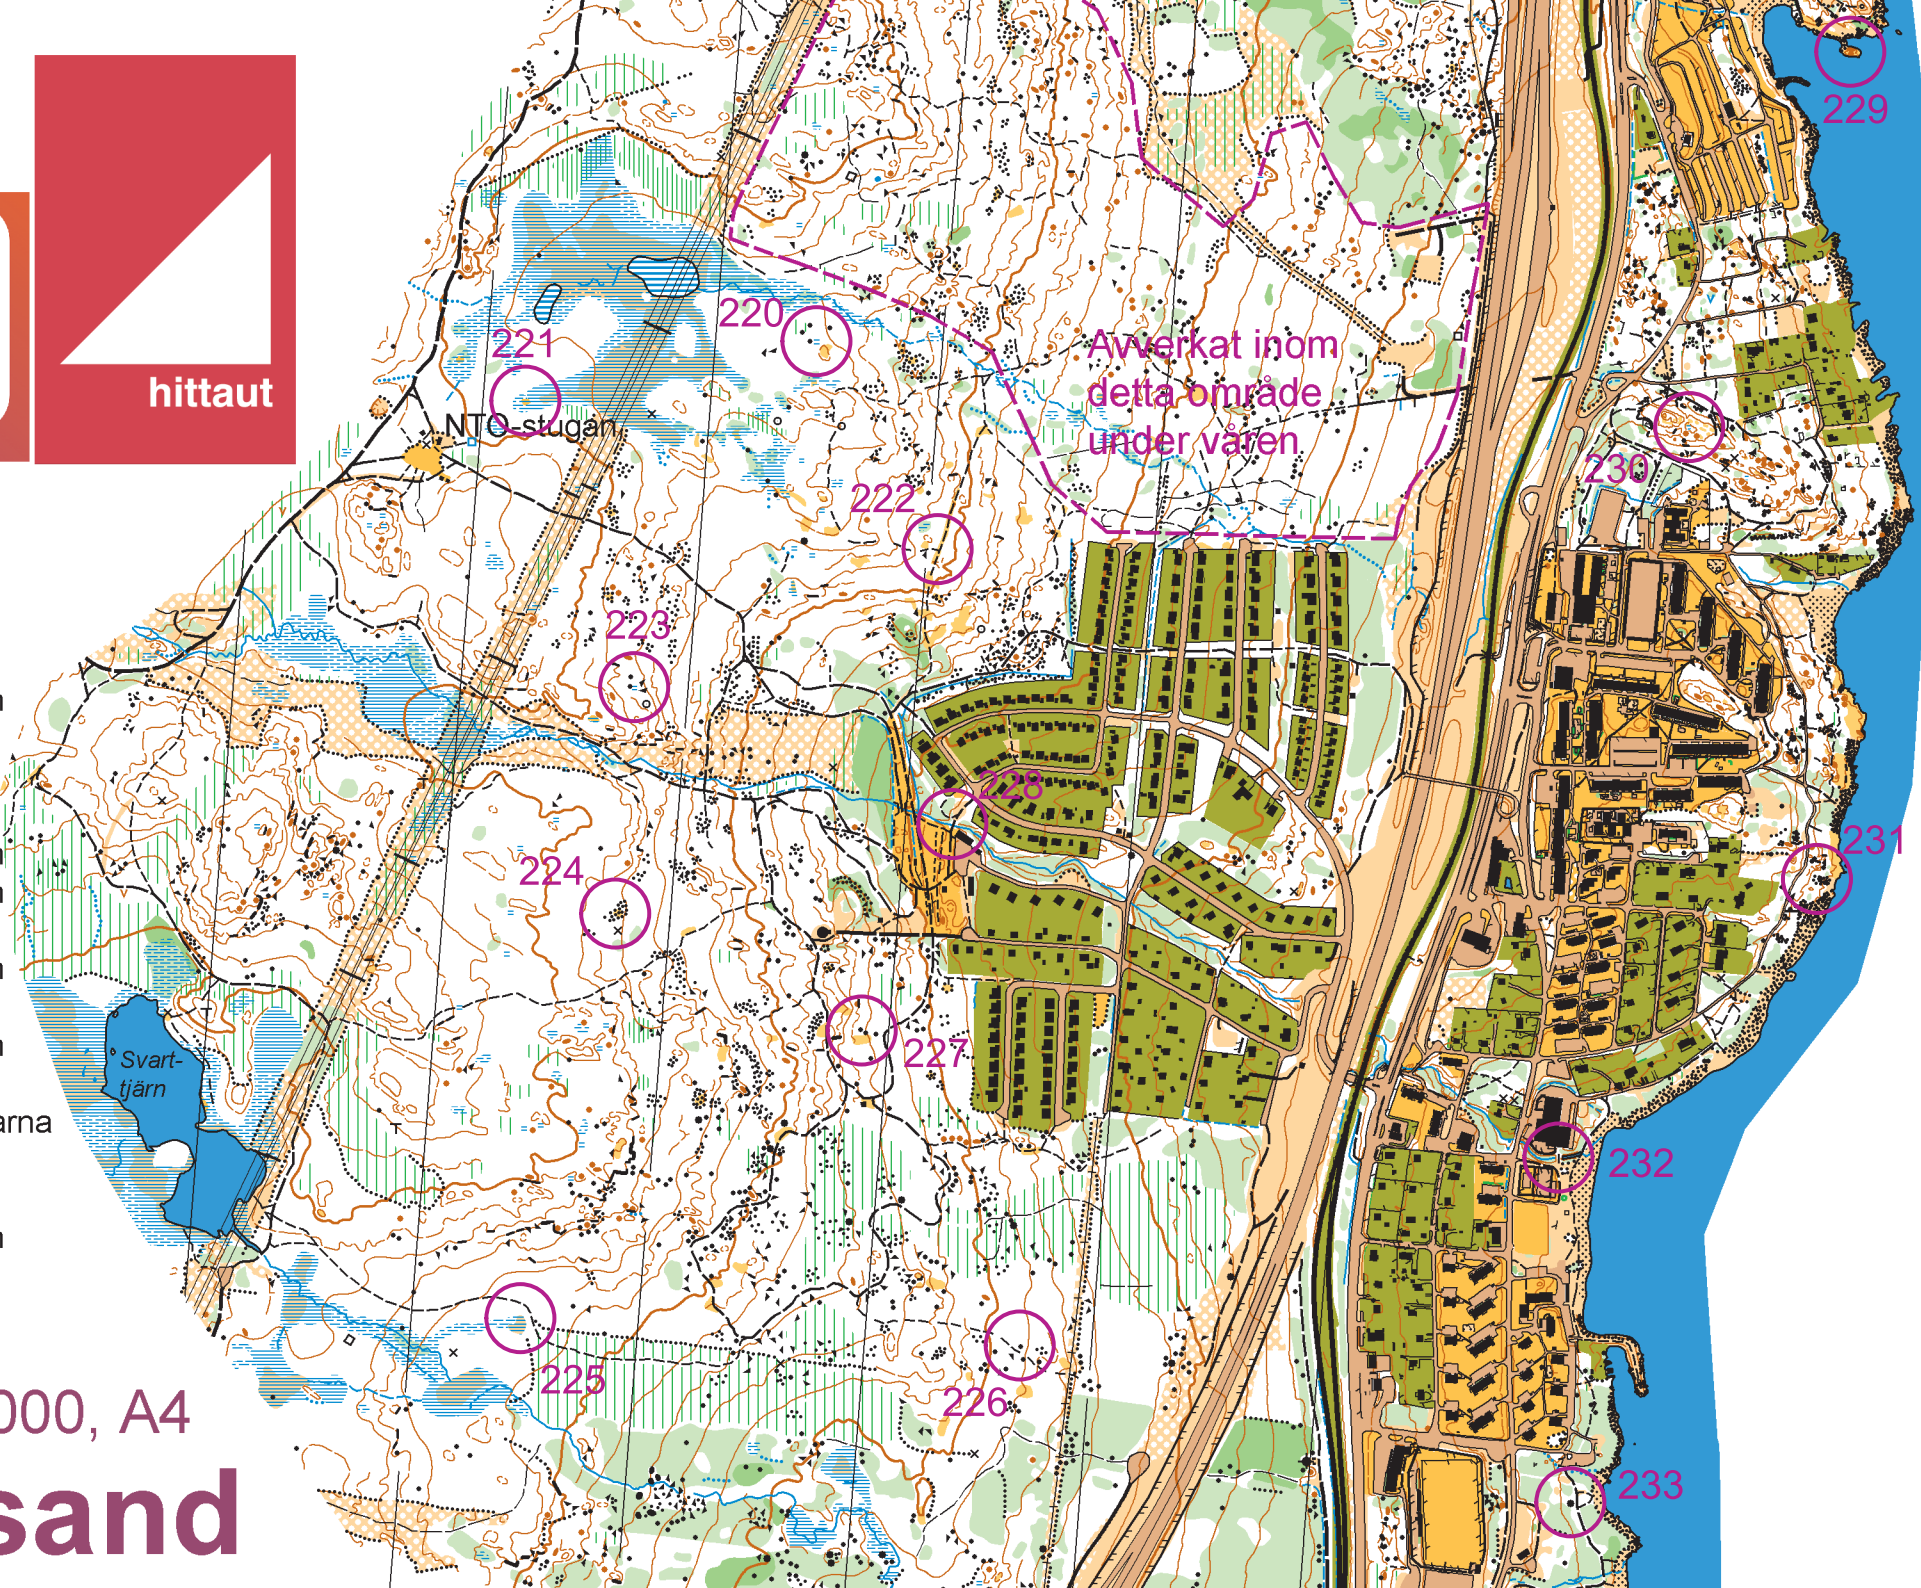 hittaut
229
220
221
Avverkat inom
detta område
under våren
NTO-stugan
230
222
223
228
231
224
227
Svart-
tjärn
arna
232
225
226
000, A4
233
sand